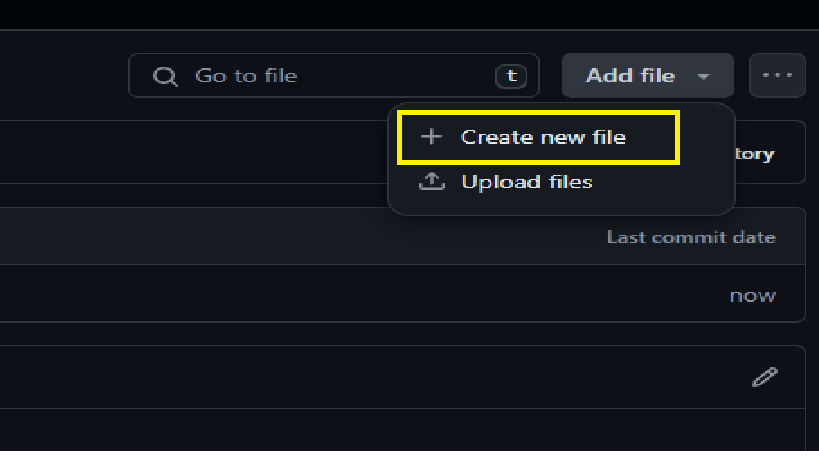 Go to file t Add file ...
Create new file
tory
Upload files
Last commit date
now